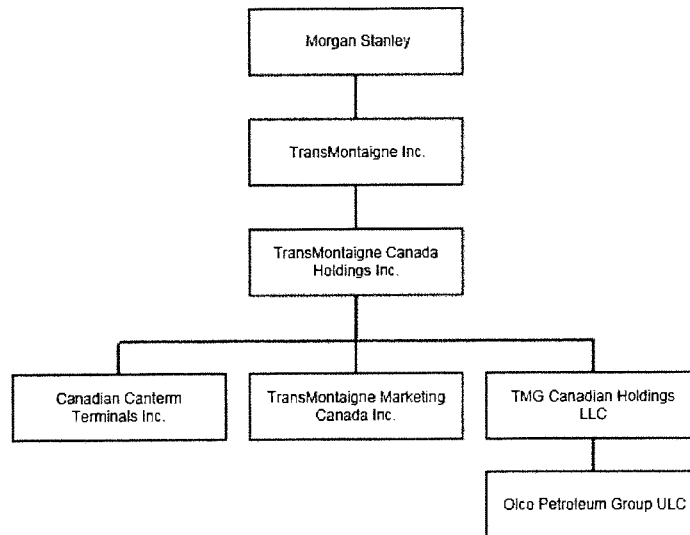 Morgan Stanley
TransMontaigne Inc.
TransMontaigne Canada
Holdings Inc.
Canadian Canterm
Terminals Inc.
TransMontaigne Marketing
Canada Inc.
TMG Canadian Holdings
LLC
Olco Petroleum Group ULC